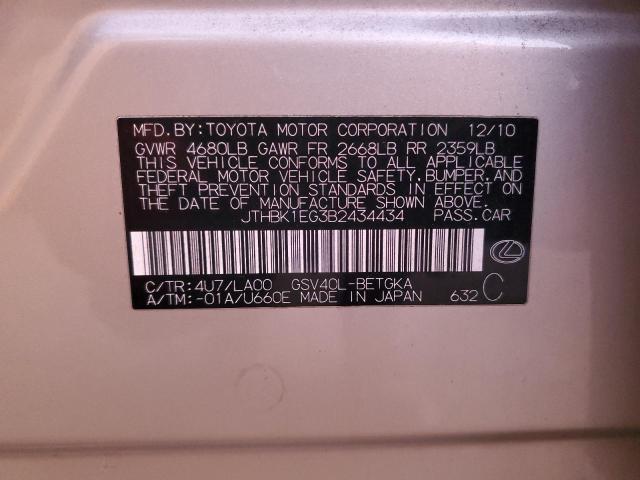 MFD. BY: TOYOTA MOTOR CORPORATION 12/10
GVWR 4680LB GAWR FR 2668LB RR 2359LB
THIS VEHICLE CONFORMS TO ALL APPLICABLE
FEDERAL MOTOR VEHICLE SAFETY, BUMPER, AND
THEFT PREVENTION STANDARDS IN EFFECT ON
THE DATE OF MANUFACTURE SHOWN ABOVE.
JTHBK1EG3B2434434 PASS. CAR
C/TR: 4U7/LA00 GSV40L-BETGKA
A/TM: -01A/U660E MADE IN JAPAN 632 C